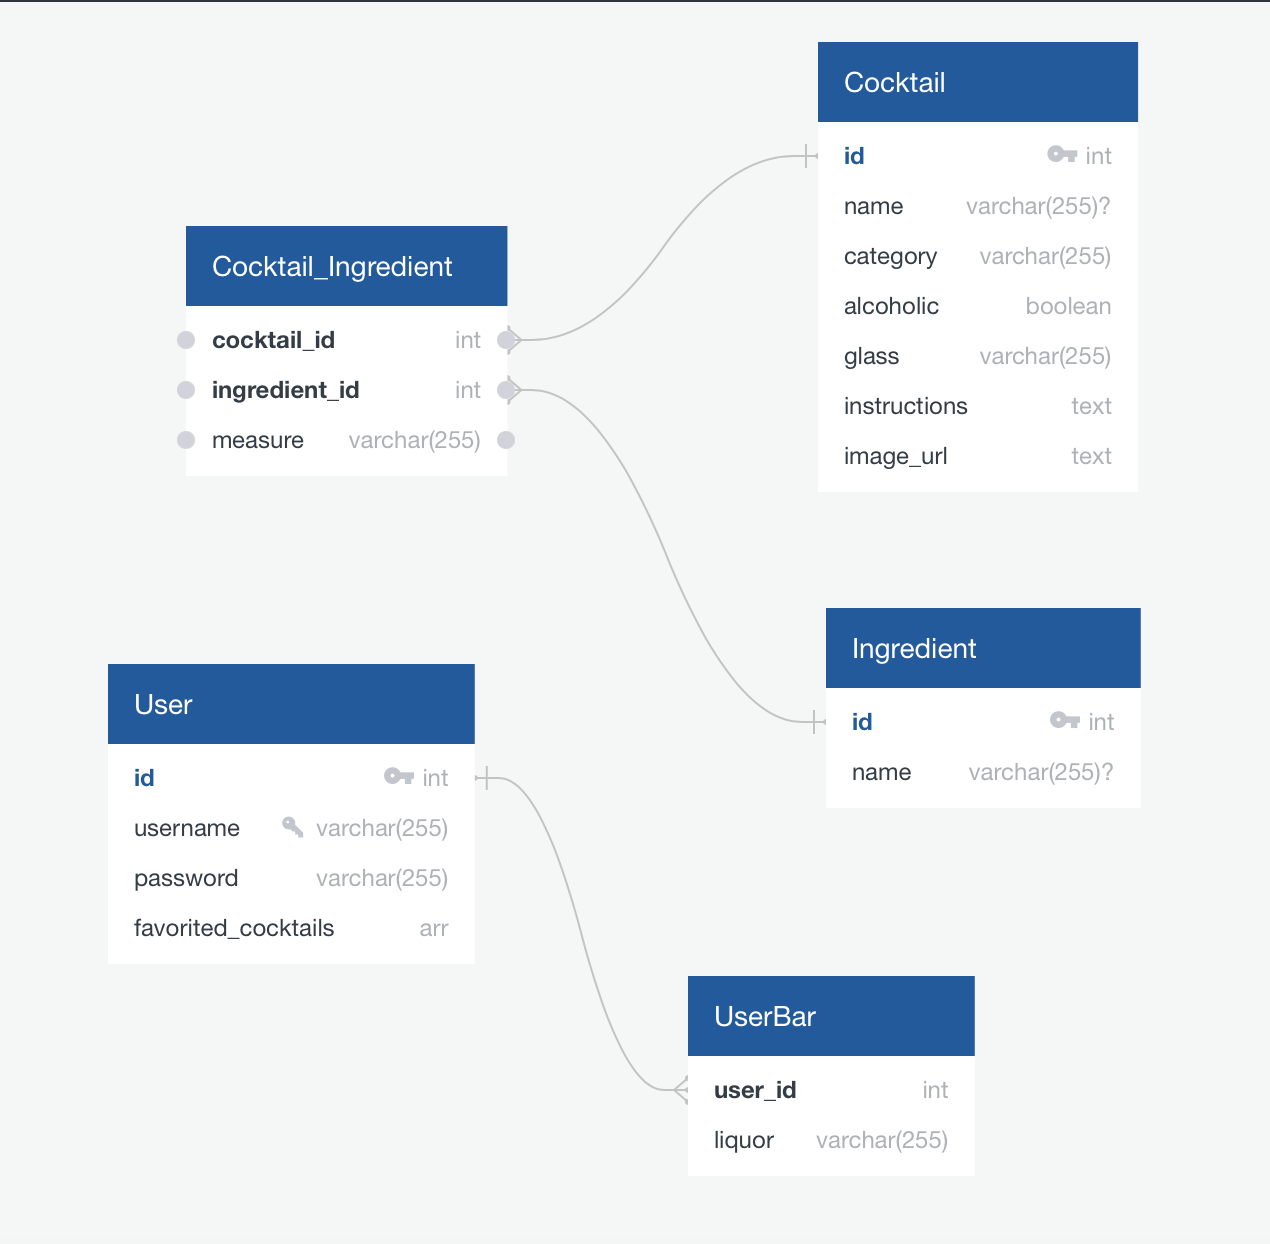 Cocktail
id int
name varchar(255)?
category varchar(255)
alcoholic boolean
glass varchar(255)
instructions text
image_url text
Cocktail_Ingredient
cocktail_id int
ingredient_id int
measure varchar(255)
Ingredient
id int
name varchar(255)?
User
id int
username varchar(255)
password varchar(255)
favorited_cocktails arr
UserBar
user_id int
liquor varchar(255)